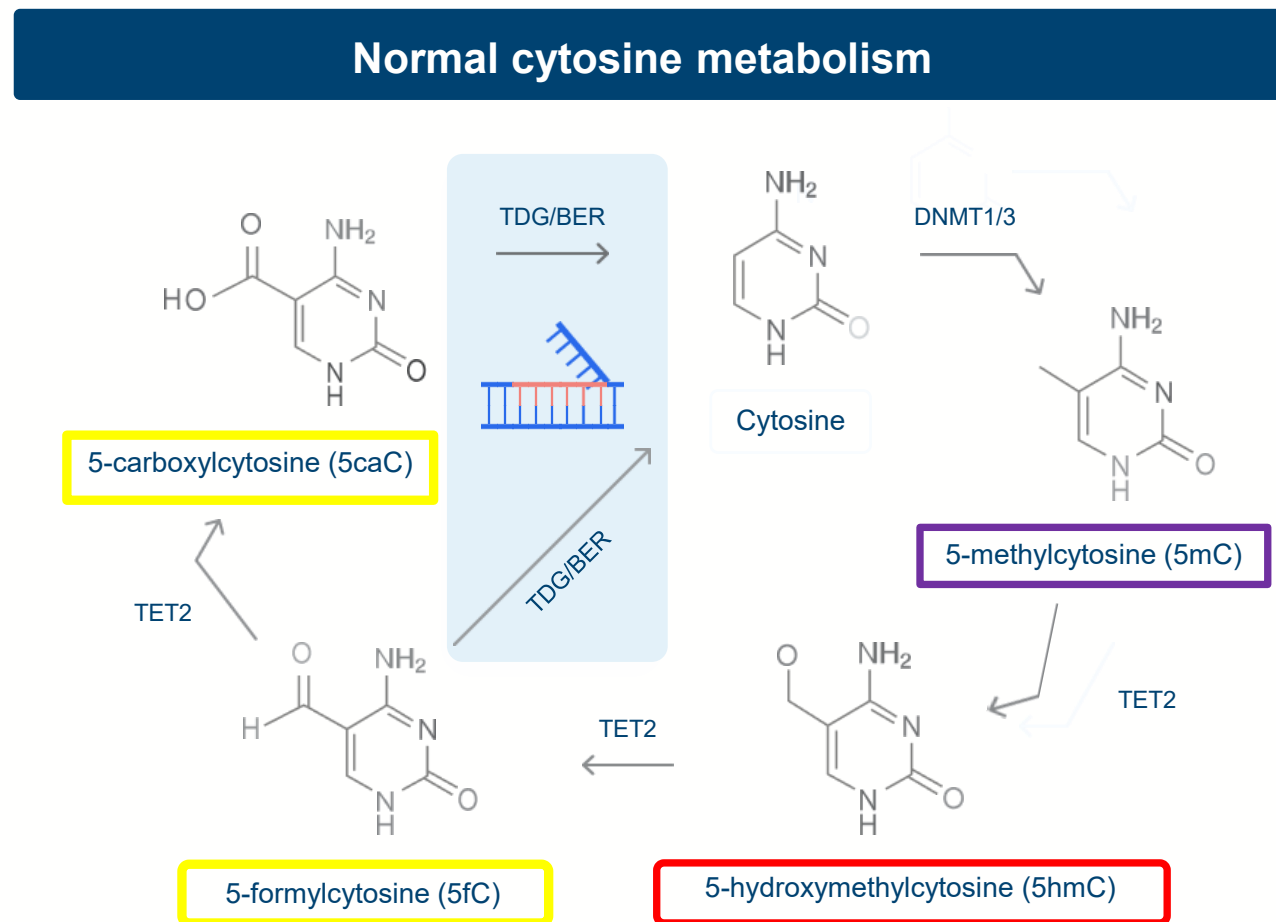 Normal cytosine metabolism
TDG/BER
DNMT1/3
O
NH2
HO
N
N
H
O
NH2
N
N
H
O
Cytosine
NH2
N
N
H
O
5-carboxylcytosine (5caC)
5-methylcytosine (5mC)
TDG/BER
TET2
TET2
TET2
O
H
NH2
N
N
H
O
O
NH2
N
N
H
O
5-formylcytosine (5fC)
5-hydroxymethylcytosine (5hmC)